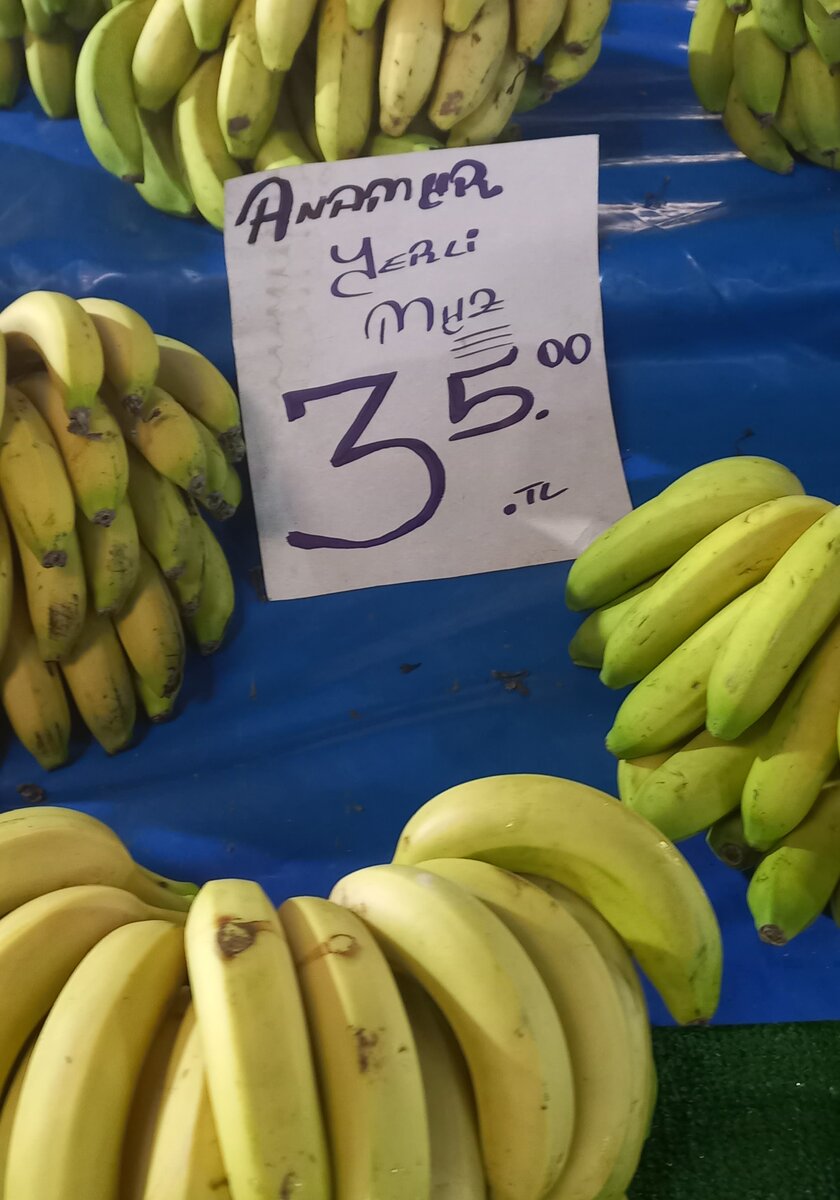 ANAMUR
YERLİ
MUZ
35.00
.TL